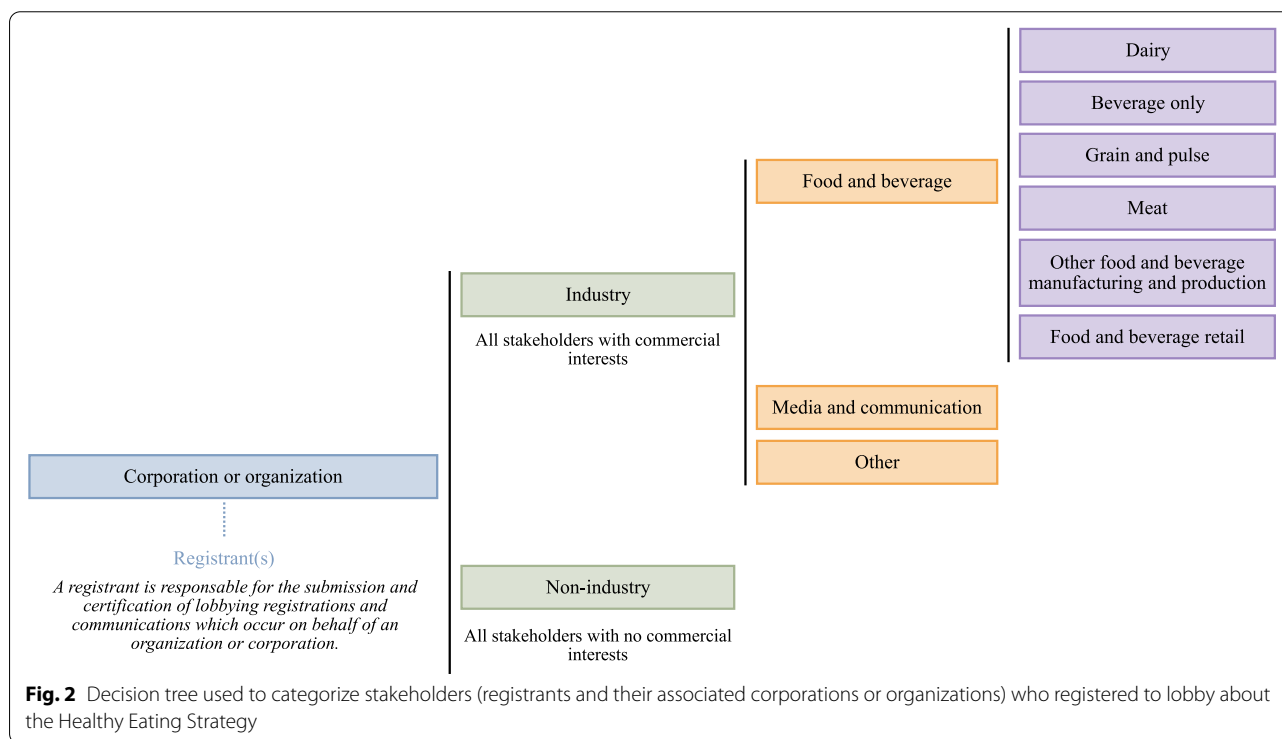 Dairy
Beverage only
Grain and pulse
Meat
Other food and beverage
manufacturing and production
Food and beverage retail
Food and beverage
Media and communication
Other
Industry
All stakeholders with commercial
interests
Non-industry
All stakeholders with no commercial
interests
Corporation or organization
Registrant(s)
A registrant is responsable for the submission and
certification of lobbying registrations and
communications which occur on behalf of an
organization or corporation.
Fig. 2 Decision tree used to categorize stakeholders (registrants and their associated corporations or organizations) who registered to lobby about
the Healthy Eating Strategy